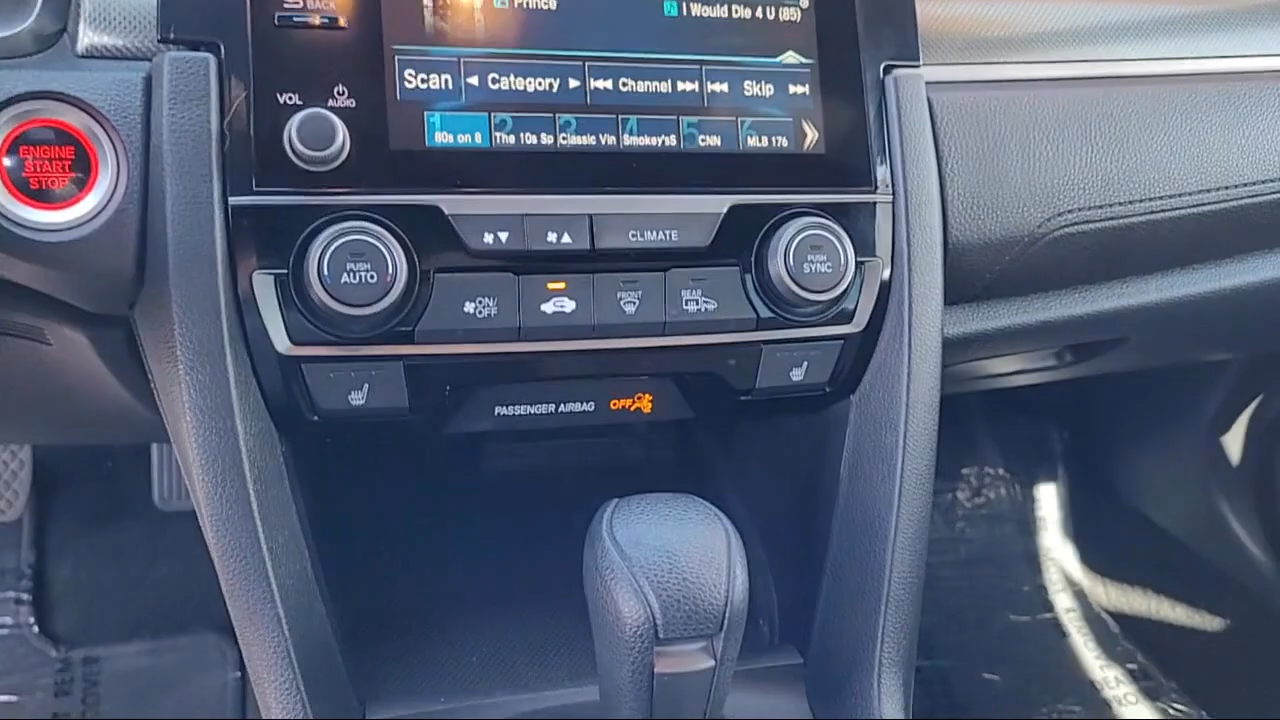 BACK
Prince
I Would Die 4 U (85)
Scan
Category
Channel
Skip
VOL
AUDIO
1
80s on 8
2
The 10s Sp
3
Classic Vin
4
Smokey'sS
5
CNN
6
MLB 176
ENGINE
START
STOP
CLIMATE
PUSH
AUTO
PUSH
SYNC
ON/
OFF
FRONT
REAR
PASSENGER AIRBAG
OFF